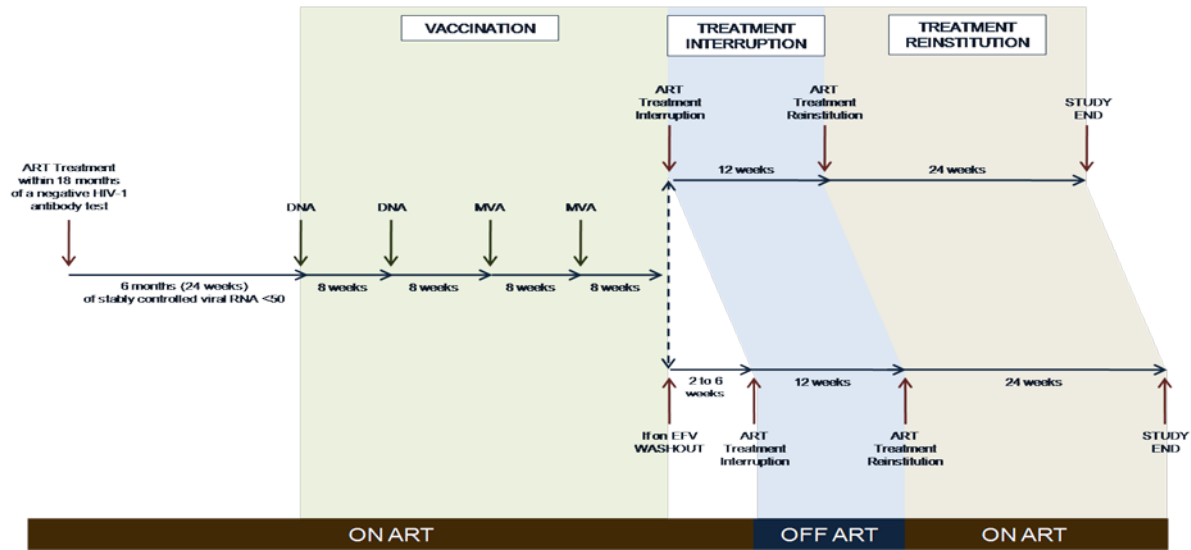 VACCINATION
TREATMENT
INTERRUPTION
TREATMENT
REINSTITUTION
ART
Treatment
Interruption
ART
Treatment
Reinstitution
STUDY
END
12 weeks
24 weeks
ART Treatment
within 18 months
of a negative HIV-1
antibody test
DNA
DNA
MVA
MVA
6 months (24 weeks)
of stably controlled viral RNA <50
8 weeks
8 weeks
8 weeks
8 weeks
2 to 6
weeks
12 weeks
24 weeks
If on EFV
WASHOUT
ART
Treatment
Interruption
ART
Treatment
Reinstitution
STUDY
END
ON ART
OFF ART
ON ART